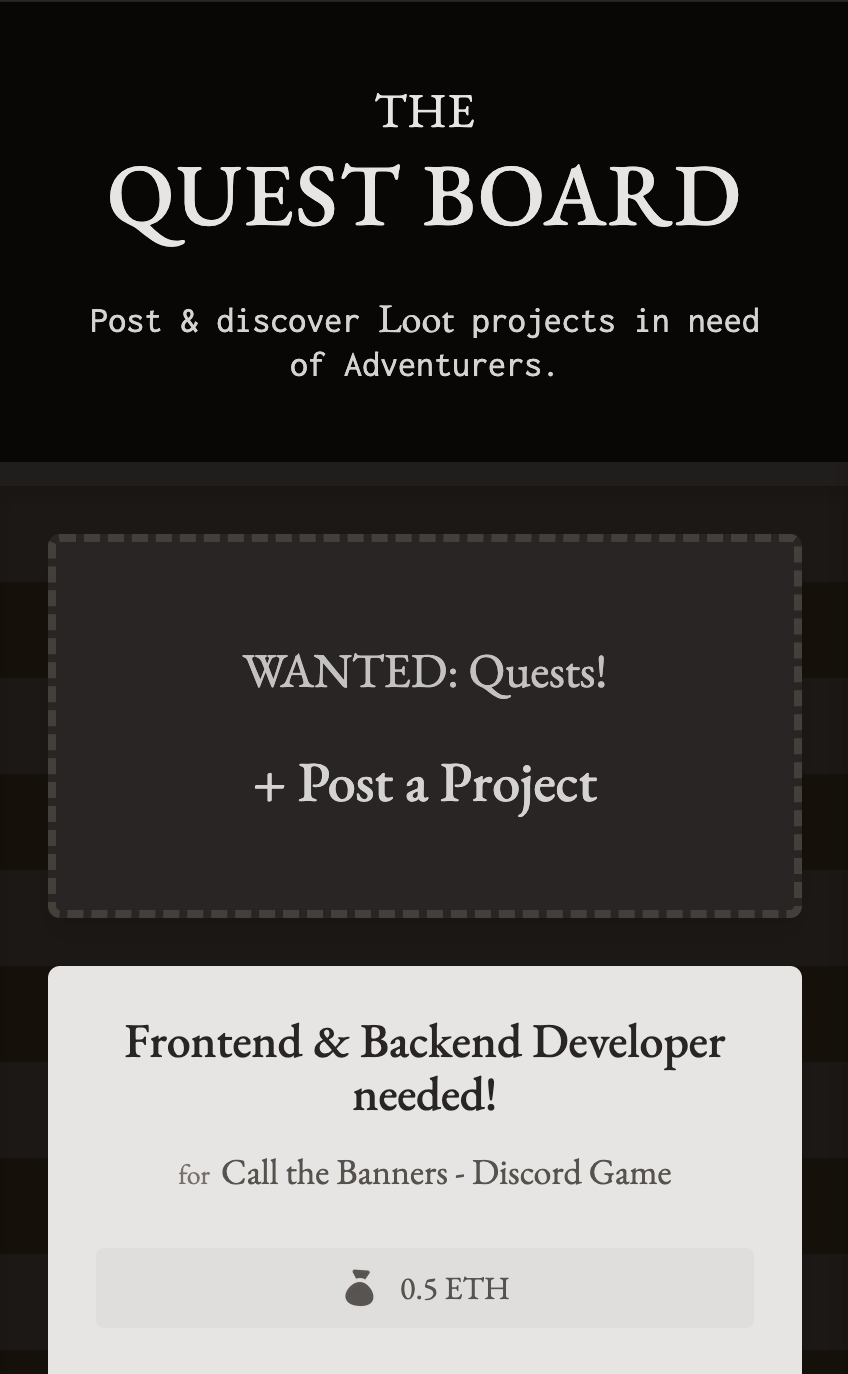 THE
QUEST BOARD
Post & discover Loot projects in need
of Adventurers.
WANTED: Quests!
+ Post a Project
Frontend & Backend Developer
needed!
for Call the Banners - Discord Game
0.5 ETH